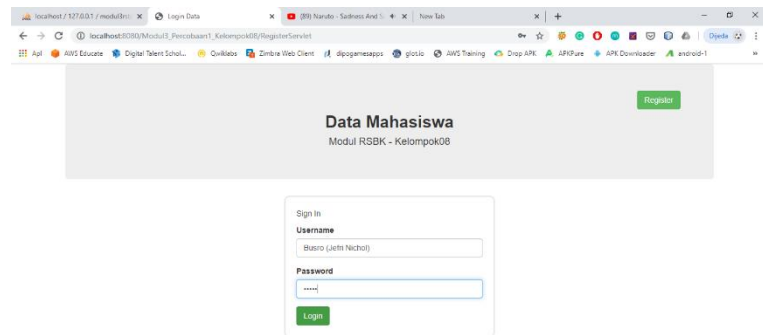 localhost / 127.0.0.1 / modul3rsb
Login Data
(89) Naruto - Sadness And S
New Tab
localhost:8080/Modul3_Percobaan1_Kelompok08/RegisterServlet
Dijeda
Apl
AWS Educate
Digital Talent Schol...
Qwiklabs
Zimbra Web Client
dipogamesapps
glot.io
AWS Training
Drop APK
APKPure
APK Downloader
android-1
Register
Data Mahasiswa
Modul RSBK - Kelompok08
Sign In
Username
Busro (Jefri Nichol)
Password
Login